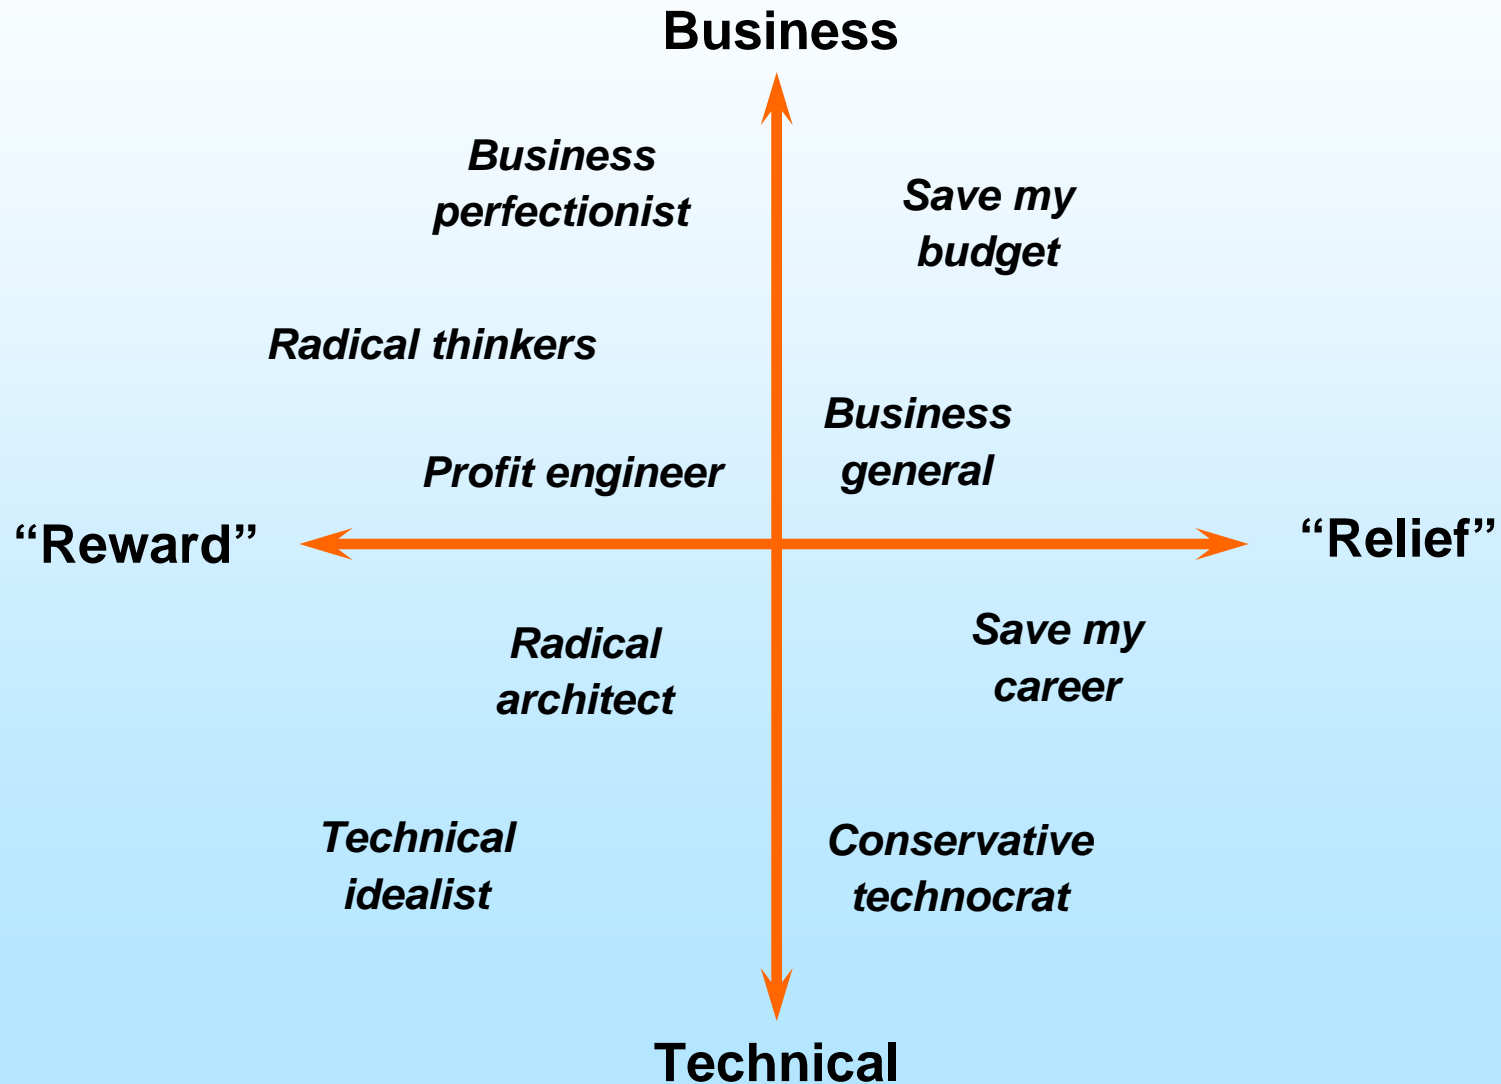 Business
Business
perfectionist
Save my
budget
Radical thinkers
Business
general
Profit engineer
“Reward”
“Relief”
Radical
architect
Save my
career
Technical
idealist
Conservative
technocrat
Technical